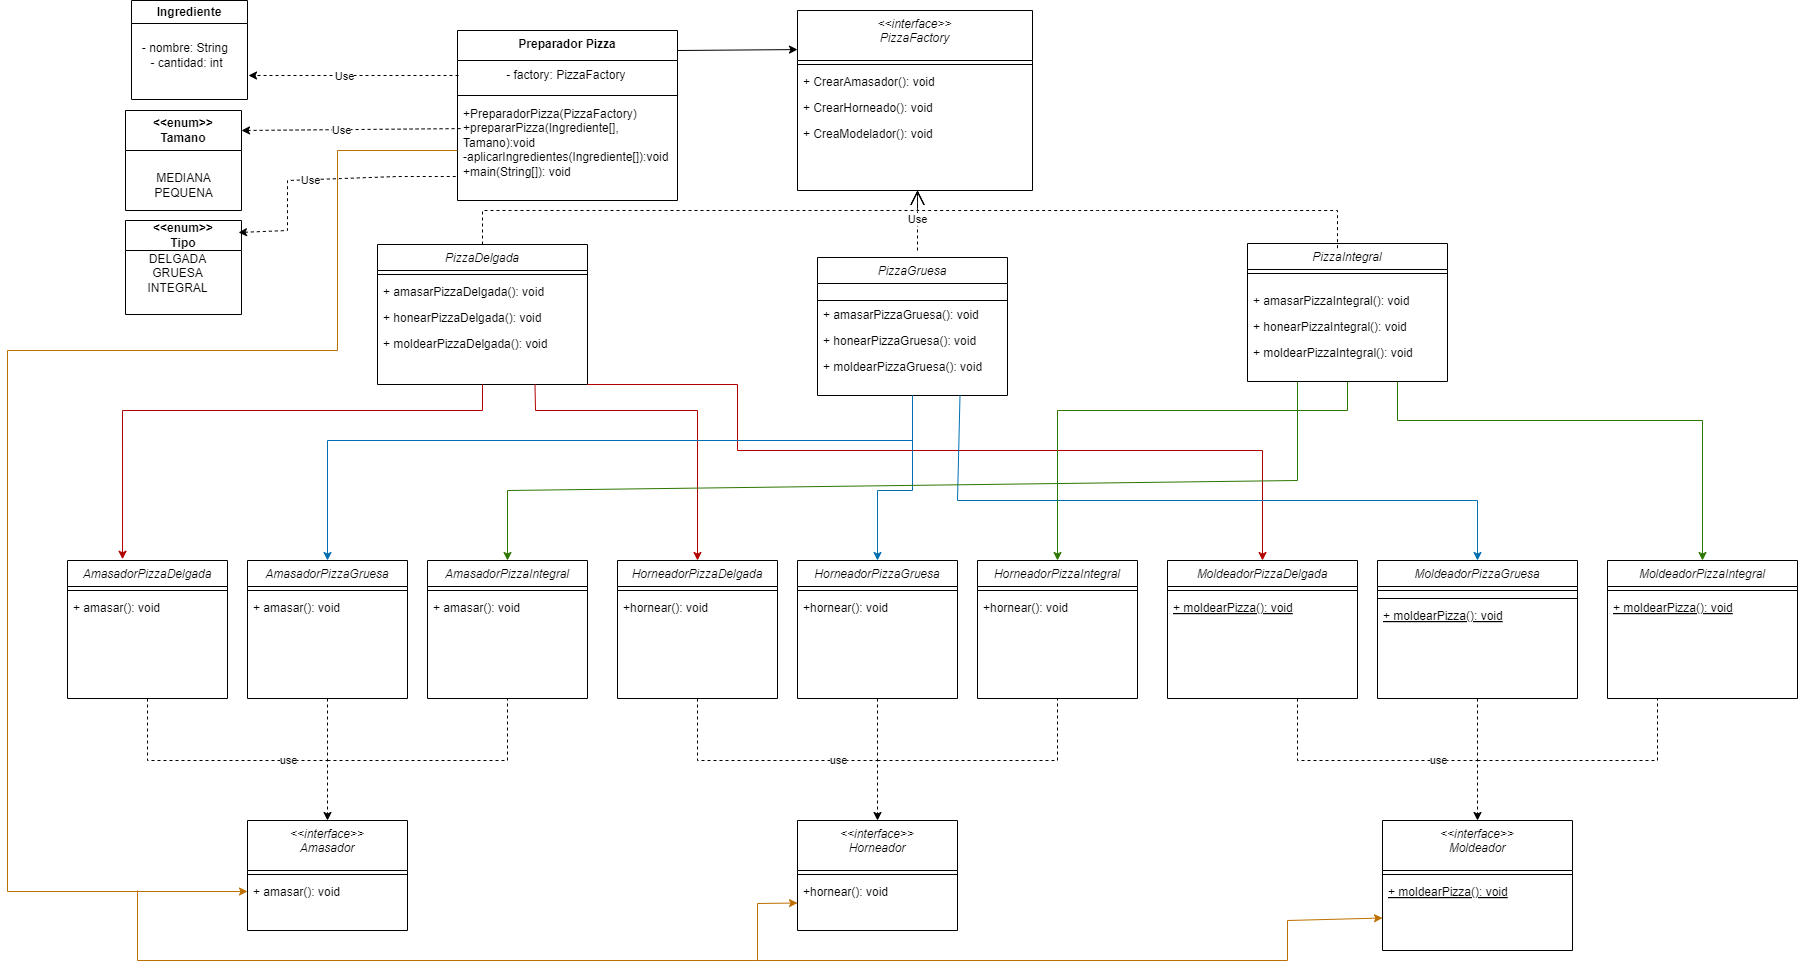 Ingrediente
- nombre: String
- cantidad: int
Preparador Pizza
- factory: PizzaFactory
+PreparadorPizza(PizzaFactory)
+prepararPizza(Ingrediente[],
Tamano):void
-aplicarIngredientes(Ingrediente[]):void
+main(String[]): void
<<interface>>
PizzaFactory
+ CrearAmasador(): void
+ CrearHorneado(): void
+ CreaModelador(): void
Use
<<enum>>
Tamano
MEDIANA
PEQUENA
Use
Use
<<enum>>
Tipo
DELGADA
GRUESA
INTEGRAL
Use
PizzaDelgada
+ amasarPizzaDelgada(): void
+ honearPizzaDelgada(): void
+ moldearPizzaDelgada(): void
PizzaGruesa
+ amasarPizzaGruesa(): void
+ honearPizzaGruesa(): void
+ moldearPizzaGruesa(): void
PizzaIntegral
+ amasarPizzaIntegral(): void
+ honearPizzaIntegral(): void
+ moldearPizzaIntegral(): void
AmasadorPizzaDelgada
+ amasar(): void
AmasadorPizzaGruesa
+ amasar(): void
AmasadorPizzaIntegral
+ amasar(): void
HorneadorPizzaDelgada
+hornear(): void
HorneadorPizzaGruesa
+hornear(): void
HorneadorPizzaIntegral
+hornear(): void
MoldeadorPizzaDelgada
+ moldearPizza(): void
MoldeadorPizzaGruesa
+ moldearPizza(): void
MoldeadorPizzaIntegral
+ moldearPizza(): void
use
use
use
<<interface>>
Amasador
+ amasar(): void
<<interface>>
Horneador
+hornear(): void
<<interface>>
Moldeador
+ moldearPizza(): void